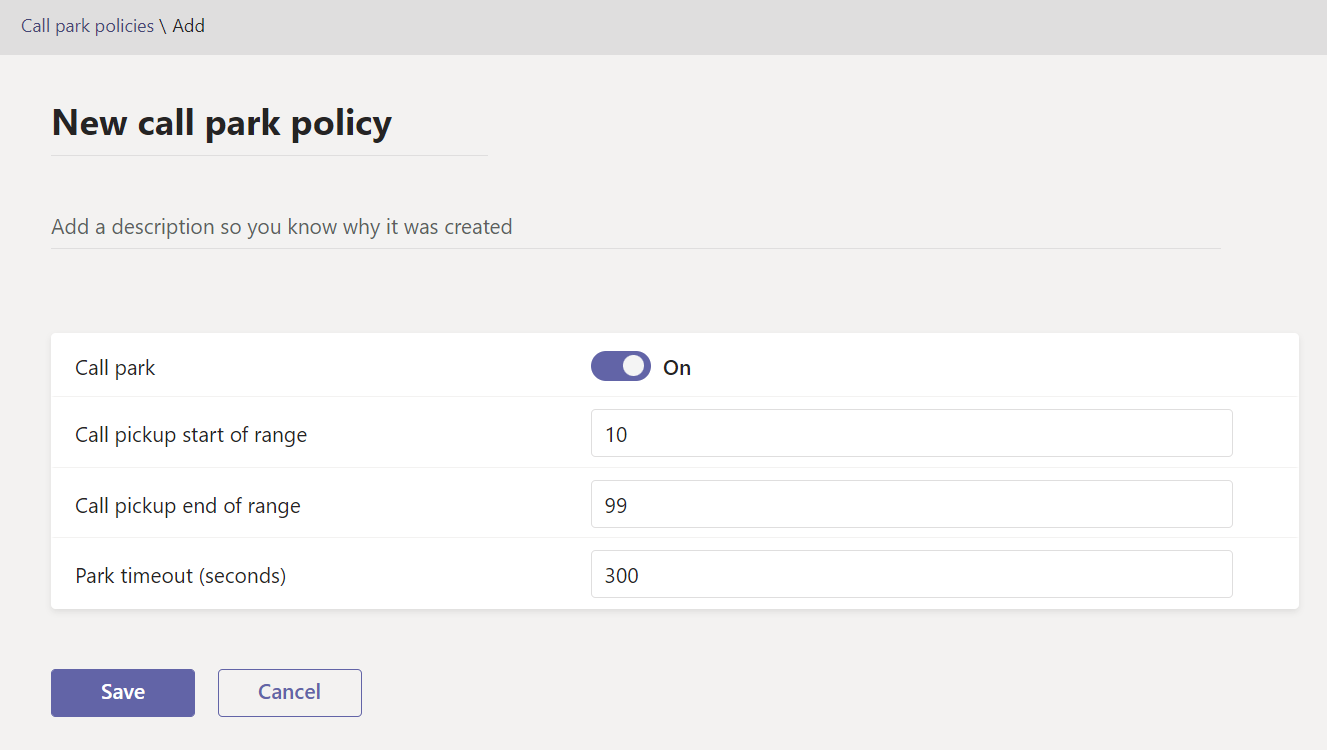 Call park policies \ Add
New call park policy
Add a description so you know why it was created
Call park On
Call pickup start of range 10
Call pickup end of range 99
Park timeout (seconds) 300
Save Cancel